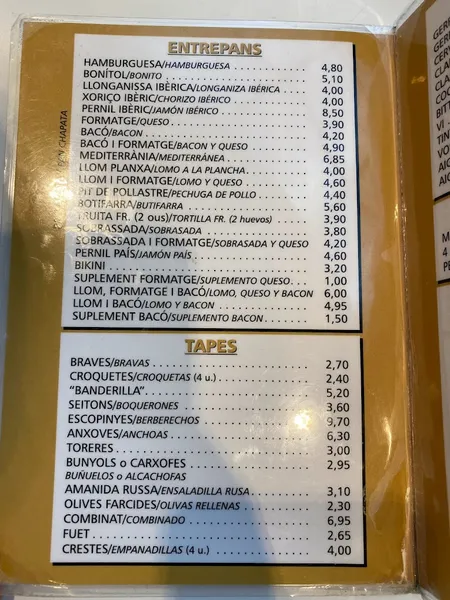 ENTREPANS
HAMBURGUESA/HAMBURGUESA 4,80
BONÍTOL/BONITO 5,10
LLONGANISSA IBÈRICA/LONGANIZA IBÉRICA 4,00
XORIÇO IBÈRIC/CHORIZO IBÉRICO 4,00
PERNIL IBÈRIC/JAMÓN IBÉRICO 8,50
FORMATGE/QUESO 3,90
BACÓ/BACON 4,20
BACÓ I FORMATGE/BACON Y QUESO 4,90
MEDITERRÀNIA/MEDITERRÁNEA 6,85
LLOM PLANXA/LOMO A LA PLANCHA 4,00
LLOM I FORMATGE/LOMO Y QUESO 4,60
PIT DE POLLASTRE/PECHUGA DE POLLO 4,40
BOTIFARRA/BUTIFARRA 5,60
TRUITA FR. (2 ous)/TORTILLA FR. (2 huevos) 3,90
SOBRASSADA/SOBRASADA 3,80
SOBRASSADA I FORMATGE/SOBRASADA Y QUESO 4,20
PERNIL PAÍS/JAMÓN PAÍS 4,60
BIKINI 3,20
SUPLEMENT FORMATGE/SUPLEMENTO QUESO 1,00
LLOM, FORMATGE I BACÓ/LOMO, QUESO Y BACON 6,00
LLOM I BACÓ/LOMO Y BACON 4,95
SUPLEMENT BACÓ/SUPLEMENTO BACON 1,50
CHAPATA
TAPES
BRAVES/BRAVAS 2,70
CROQUETES/CROQUETAS (4 u.) 2,40
"BANDERILLA" 5,20
SEITONS/BOQUERONES 3,60
ESCOPINYES/BERBERECHOS 9,70
ANXOVES/ANCHOAS 6,30
TORERES 3,00
BUNYOLS o CARXOFES 2,95
BUÑUELOS o ALCACHOFAS
AMANIDA RUSSA/ENSALADILLA RUSA 3,10
OLIVES FARCIDES/OLIVAS RELLENAS 2,30
COMBINAT/COMBINADO 6,95
FUET 2,65
CRESTES/EMPANADILLAS (4 u.) 4,00